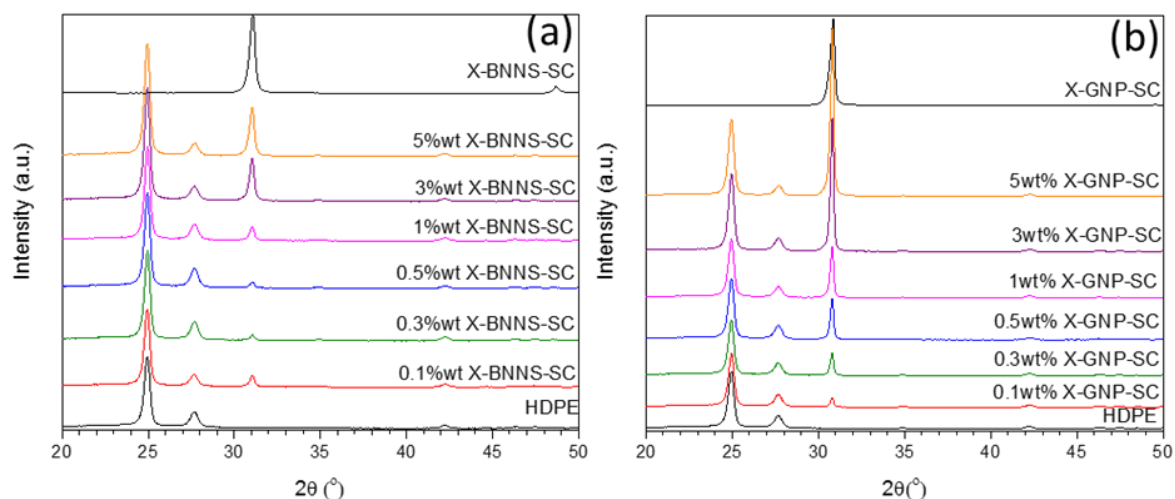 (a)
X-BNNS-SC
5%wt X-BNNS-SC
3%wt X-BNNS-SC
1%wt X-BNNS-SC
0.5%wt X-BNNS-SC
0.3%wt X-BNNS-SC
0.1%wt X-BNNS-SC
HDPE
Intensity (a.u.)
20 25 30 35 40 45 50
2θ (°)
(b)
X-GNP-SC
5wt% X-GNP-SC
3wt% X-GNP-SC
1wt% X-GNP-SC
0.5wt% X-GNP-SC
0.3wt% X-GNP-SC
0.1wt% X-GNP-SC
HDPE
Intensity (a.u.)
20 25 30 35 40 45 50
2θ(°)